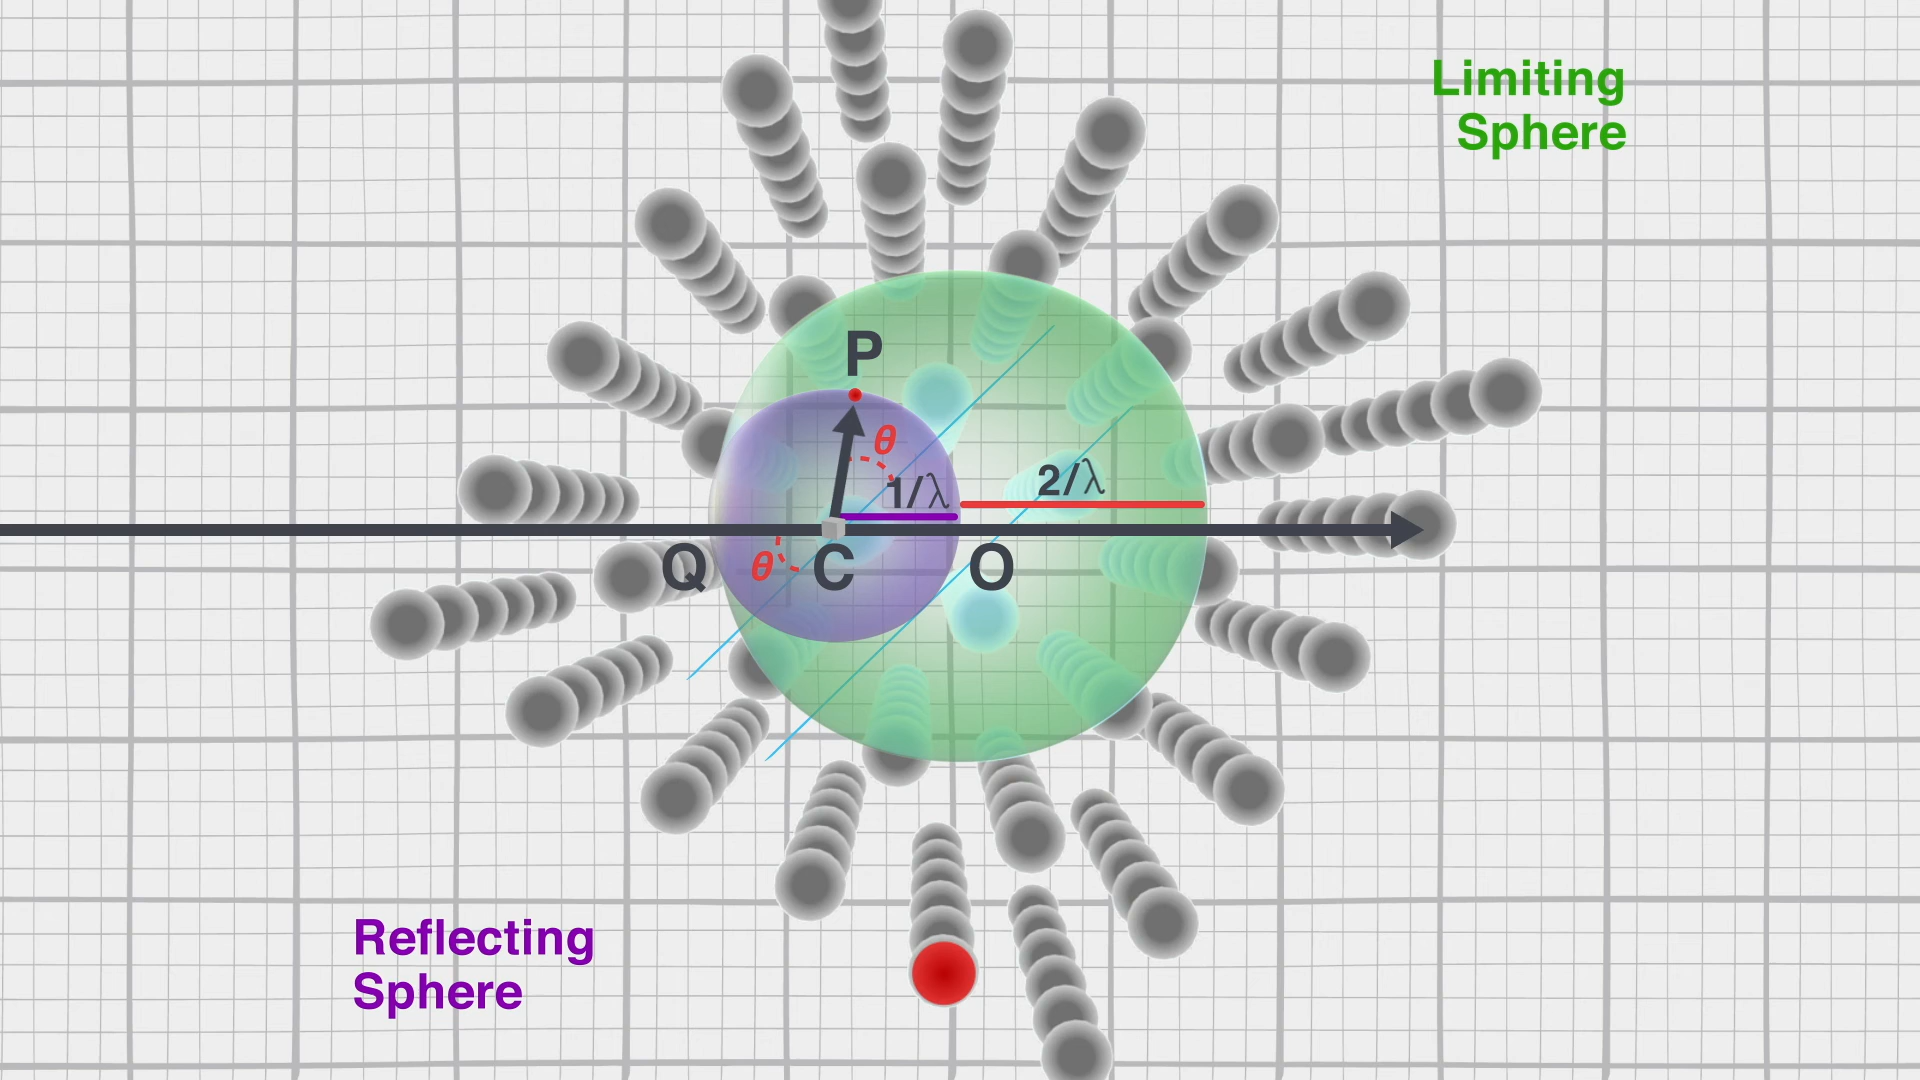 Limiting
Sphere
P
θ
1/λ
2/λ
Q
θ
C
O
Reflecting
Sphere